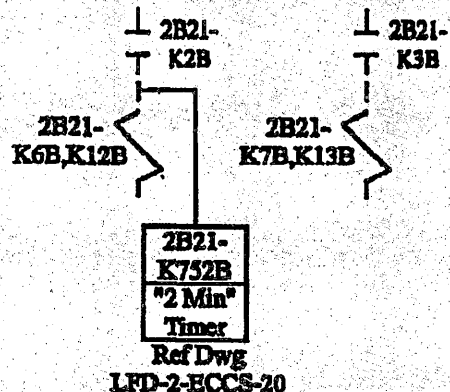 2B21-
K2B
2B21-
K3B
2B21-
K6B,K12B
2B21-
K7B,K13B
2B21-
K752B
"2 Min"
Timer
Ref Dwg
LFD-2-ECCS-20